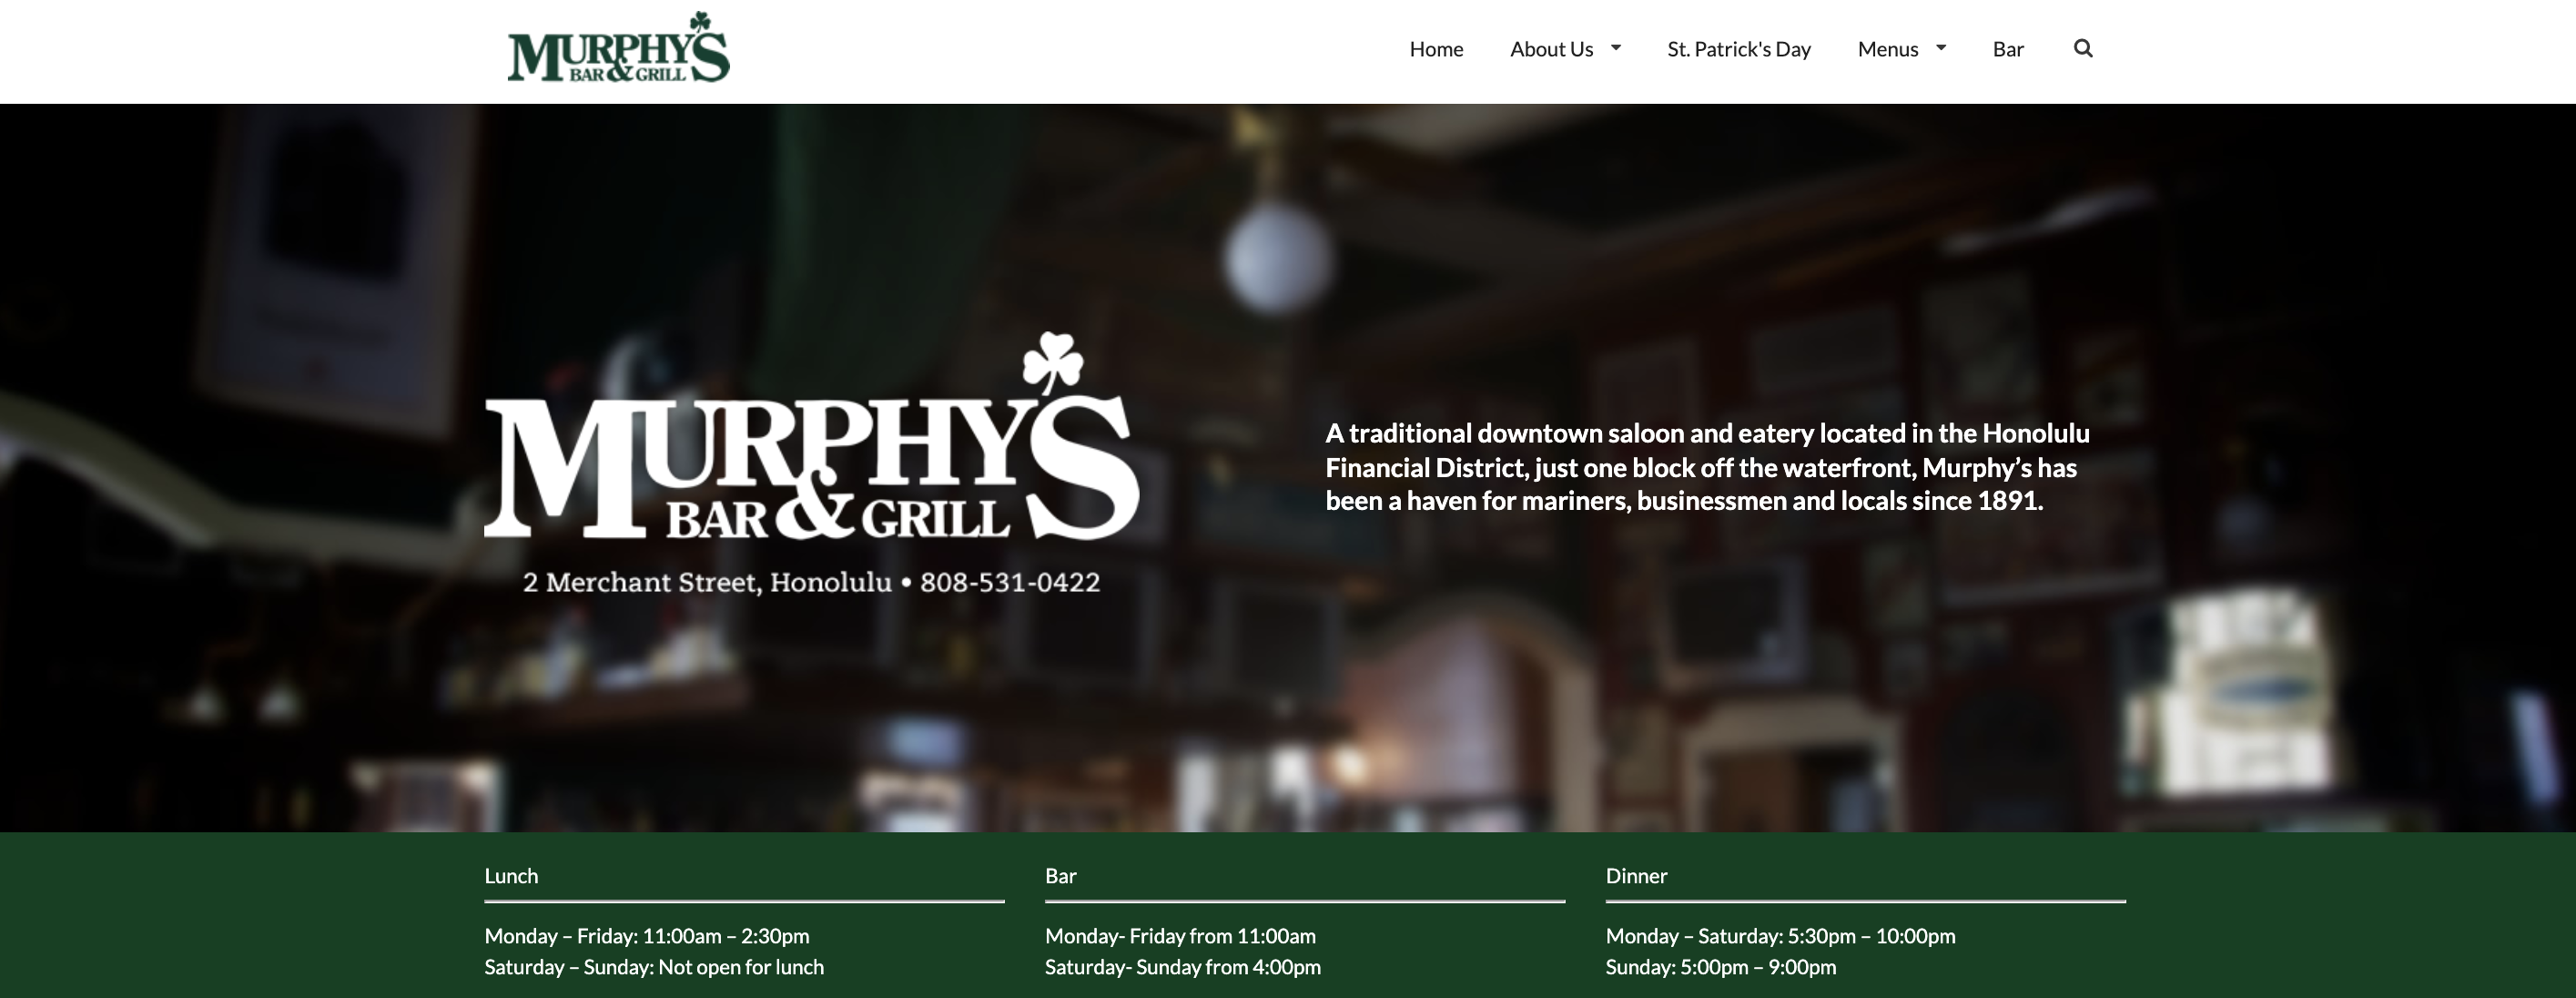 MURPHY'S
BAR & GRILL
Home About Us St. Patrick's Day Menus Bar
MURPHY'S
BAR & GRILL
2 Merchant Street, Honolulu • 808-531-0422
A traditional downtown saloon and eatery located in the Honolulu
Financial District, just one block off the waterfront, Murphy’s has
been a haven for mariners, businessmen and locals since 1891.
Lunch
Monday – Friday: 11:00am – 2:30pm
Saturday – Sunday: Not open for lunch
Bar
Monday- Friday from 11:00am
Saturday- Sunday from 4:00pm
Dinner
Monday – Saturday: 5:30pm – 10:00pm
Sunday: 5:00pm – 9:00pm